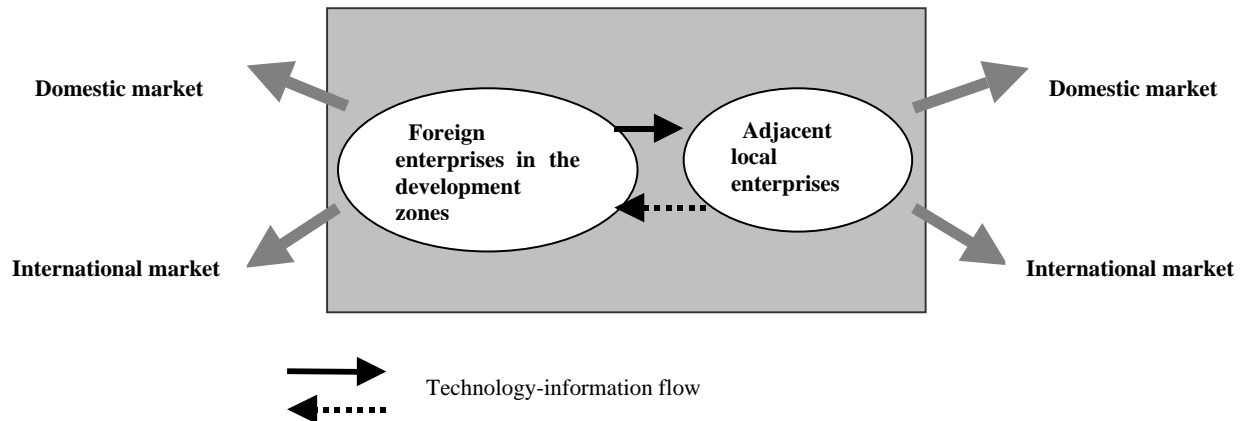 Domestic market
Domestic market
Foreign
enterprises in the
development
zones
Adjacent
local
enterprises
International market
International market
Technology-information flow